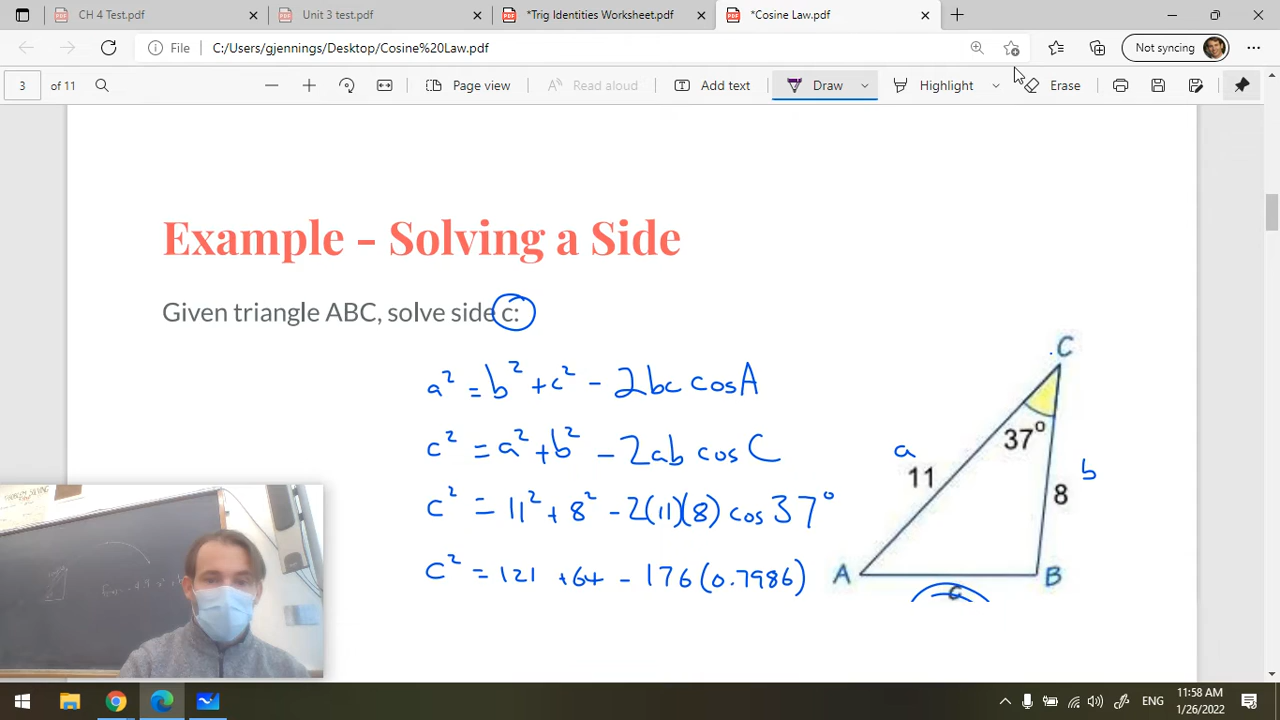 CH 4 Test.pdf
Unit 3 test.pdf
*Trig Identities Worksheet.pdf
*Cosine Law.pdf
File
C:/Users/gjennings/Desktop/Cosine%20Law.pdf
Not syncing
3 of 11
Page view
Read aloud
Add text
Draw
Highlight
Erase
Example - Solving a Side
Given triangle ABC, solve side c:
a² = b² + c² - 2bc cosA
c² = a² + b² - 2ab cos C
c² = 11² + 8² - 2(11)(8) cos 37°
c² = 121 + 64 - 176(0.7986)
C
37°
a
11
b
8
A
B
c
ENG
11:58 AM
1/26/2022